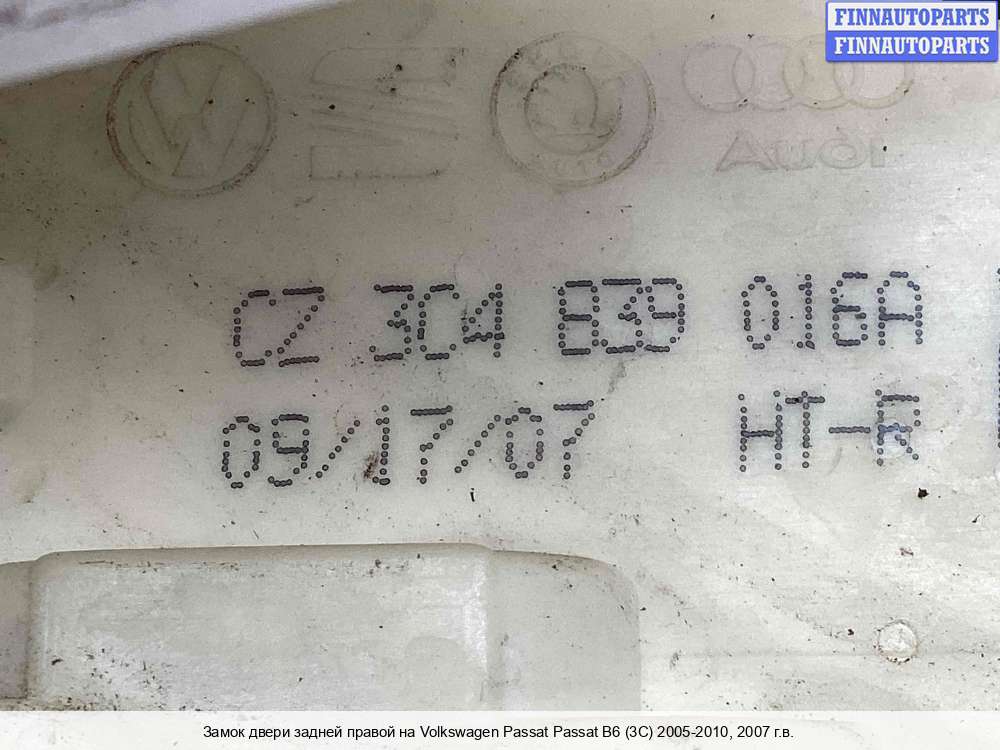 FINNAUTOPARTS
FINNAUTOPARTS
Audi
CZ 3C4 839 016A
09/17/07 HT-R
Замок двери задней правой на Volkswagen Passat Passat B6 (3C) 2005-2010, 2007 г.в.